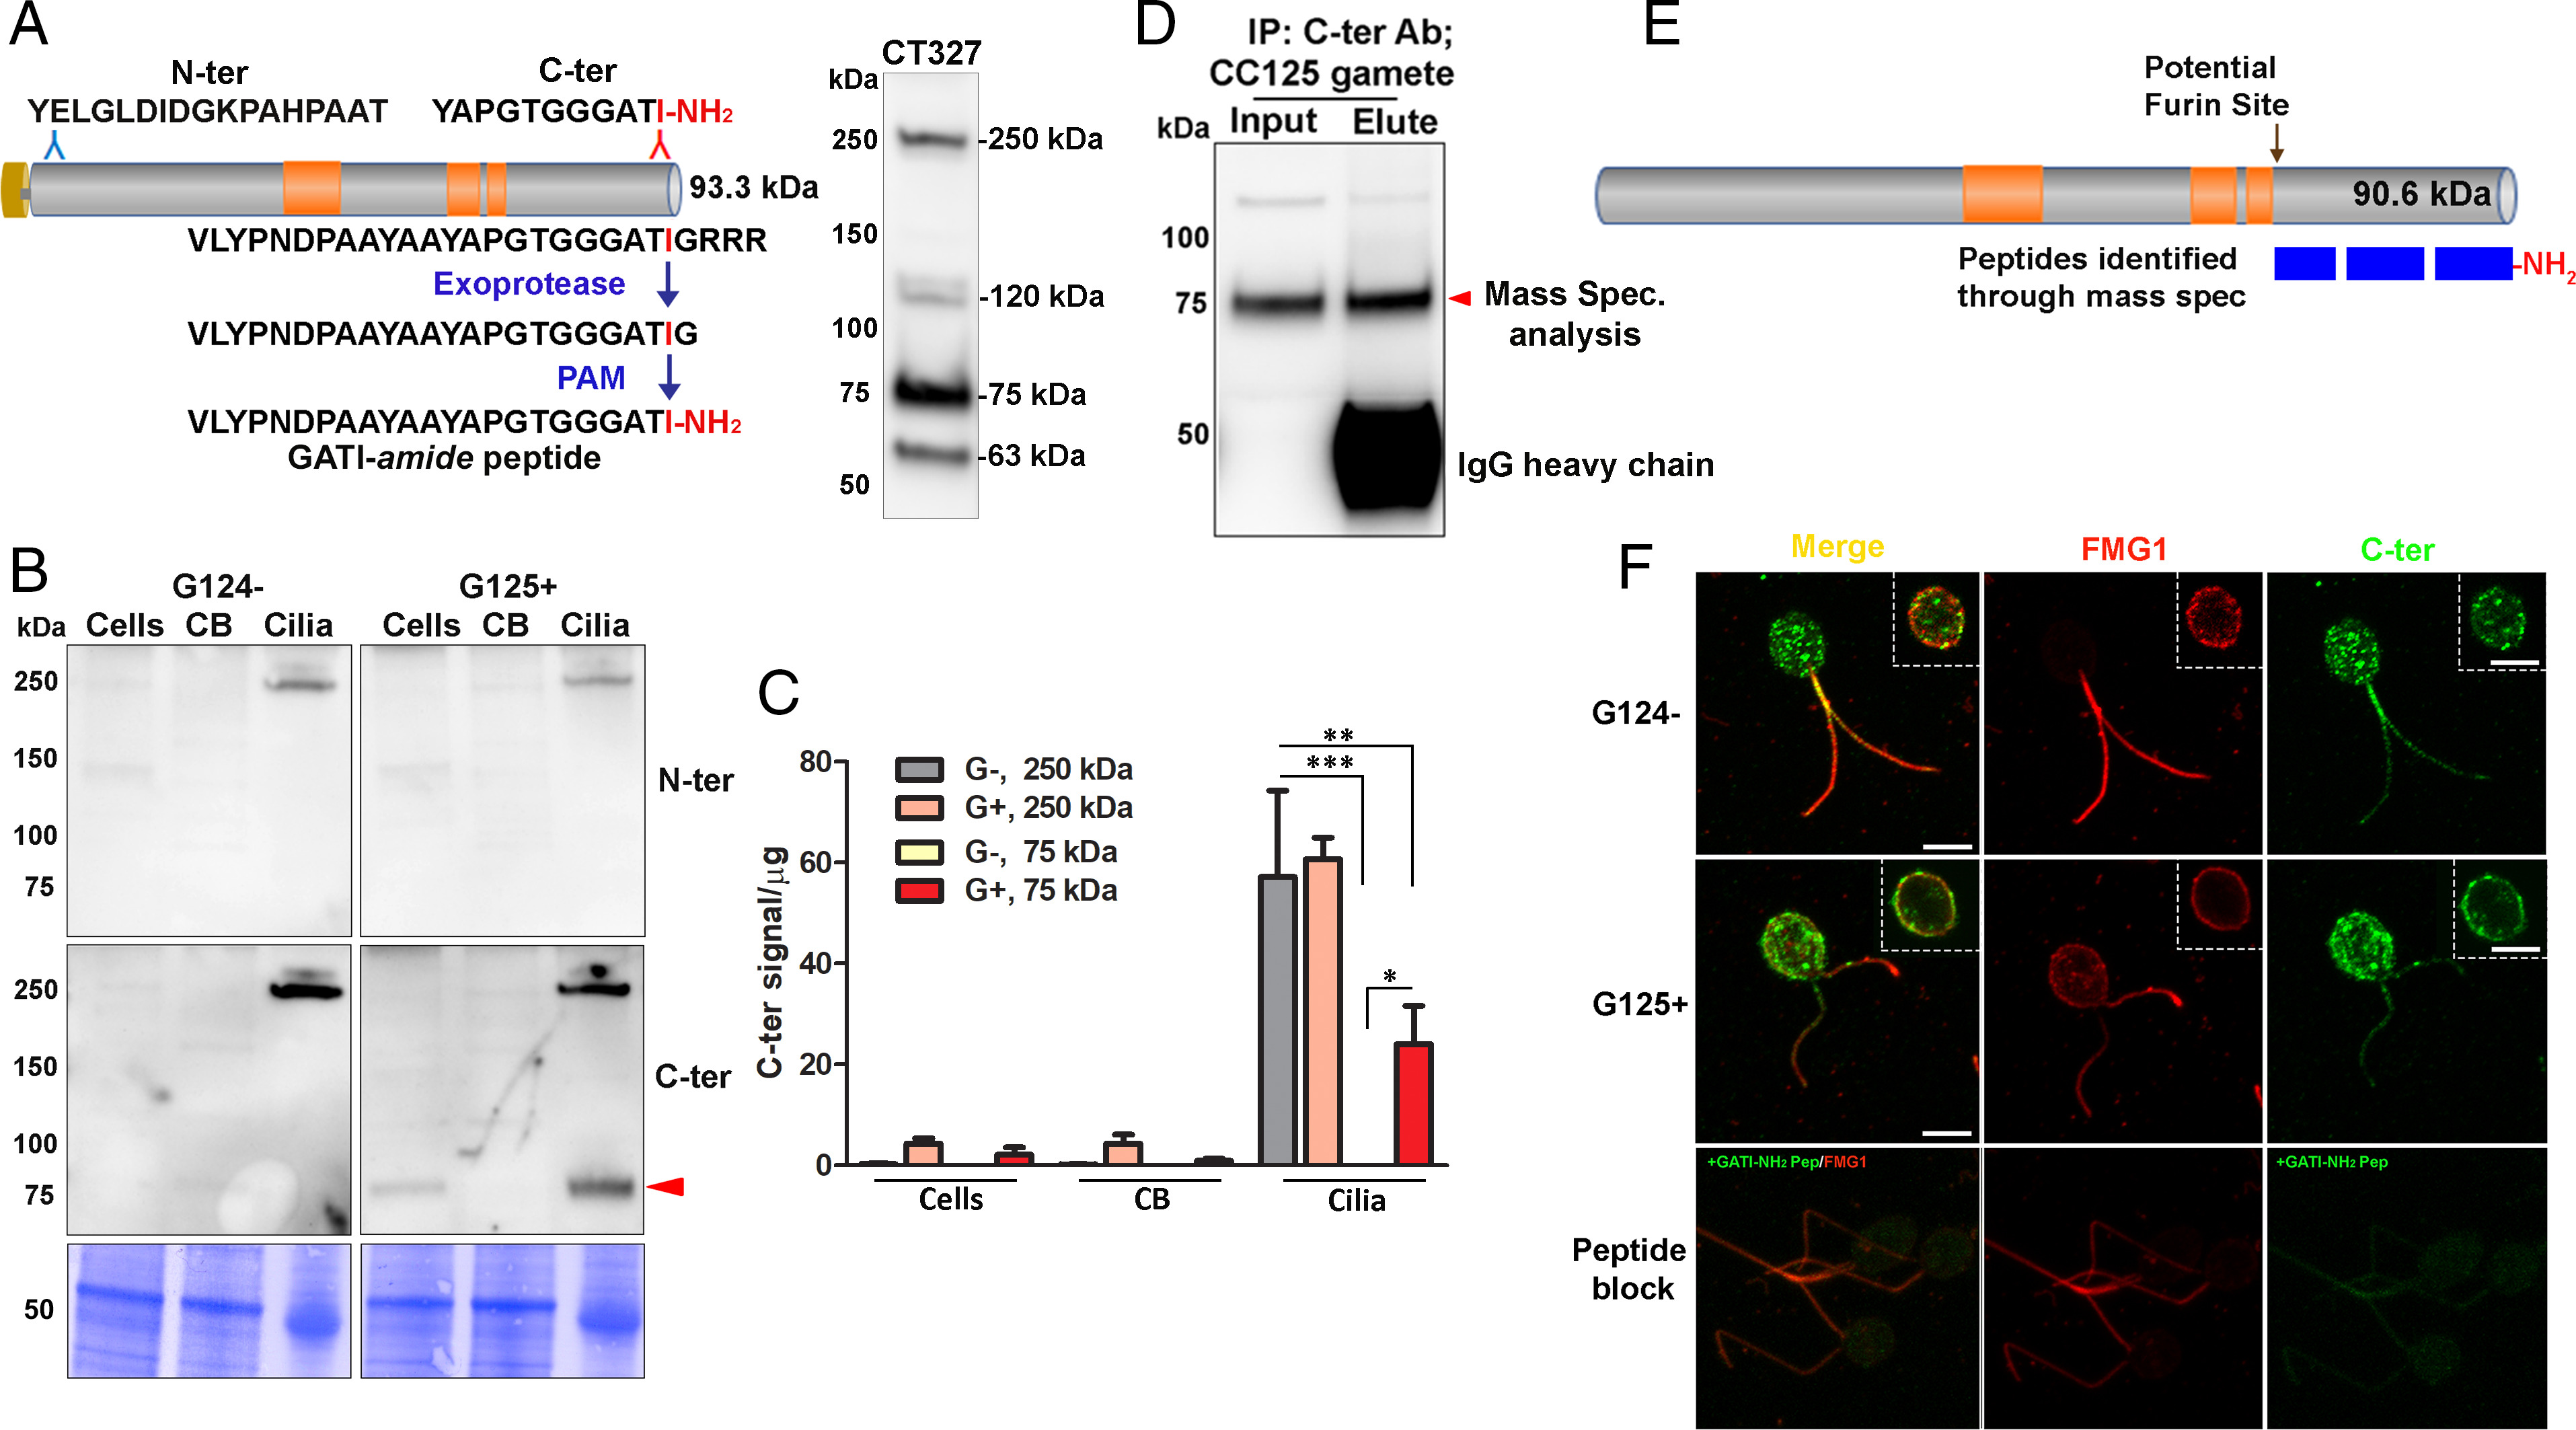 A
N-ter
C-ter
YELGLDIDGKPAHPAAT
YAPGTGGGATI-NH2
93.3 kDa
VLYPNDPAAYAAYAPGTGGGATIGRRR
Exoprotease
VLYPNDPAAYAAYAPGTGGGATIG
PAM
VLYPNDPAAYAAYAPGTGGGATI-NH2
GATI-amide peptide
CT327
kDa
250
150
100
75
50
-250 kDa
-120 kDa
-75 kDa
-63 kDa
D
IP: C-ter Ab;
CC125 gamete
kDa
Input
Elute
100
75
50
Mass Spec.
analysis
IgG heavy chain
E
Potential
Furin Site
90.6 kDa
Peptides identified
through mass spec
-NH2
B
G124-
G125+
kDa
Cells
CB
Cilia
Cells
CB
Cilia
250
150
100
75
N-ter
250
150
100
75
C-ter
50
C
C-ter signal/µg
80
60
40
20
0
G-, 250 kDa
G+, 250 kDa
G-, 75 kDa
G+, 75 kDa
**
***
*
Cells
CB
Cilia
F
Merge
FMG1
C-ter
G124-
G125+
Peptide
block
+GATI-NH2 Pep/FMG1
+GATI-NH2 Pep